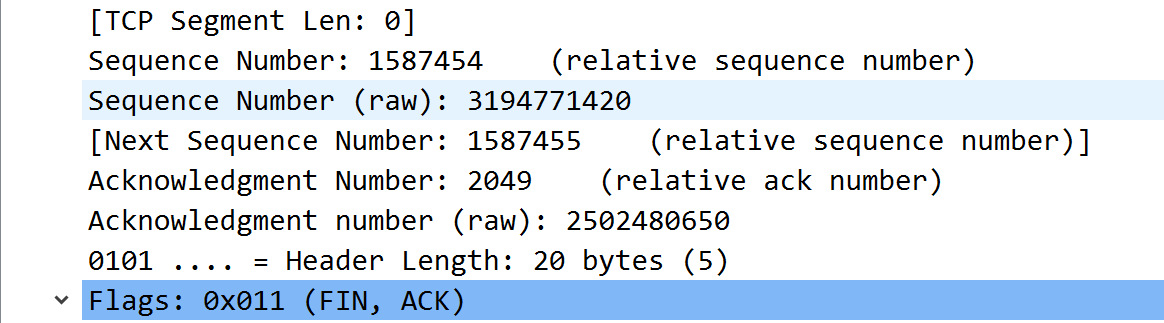 [TCP Segment Len: 0]
Sequence Number: 1587454    (relative sequence number)
Sequence Number (raw): 3194771420
[Next Sequence Number: 1587455    (relative sequence number)]
Acknowledgment Number: 2049    (relative ack number)
Acknowledgment number (raw): 2502480650
0101 .... = Header Length: 20 bytes (5)
Flags: 0x011 (FIN, ACK)